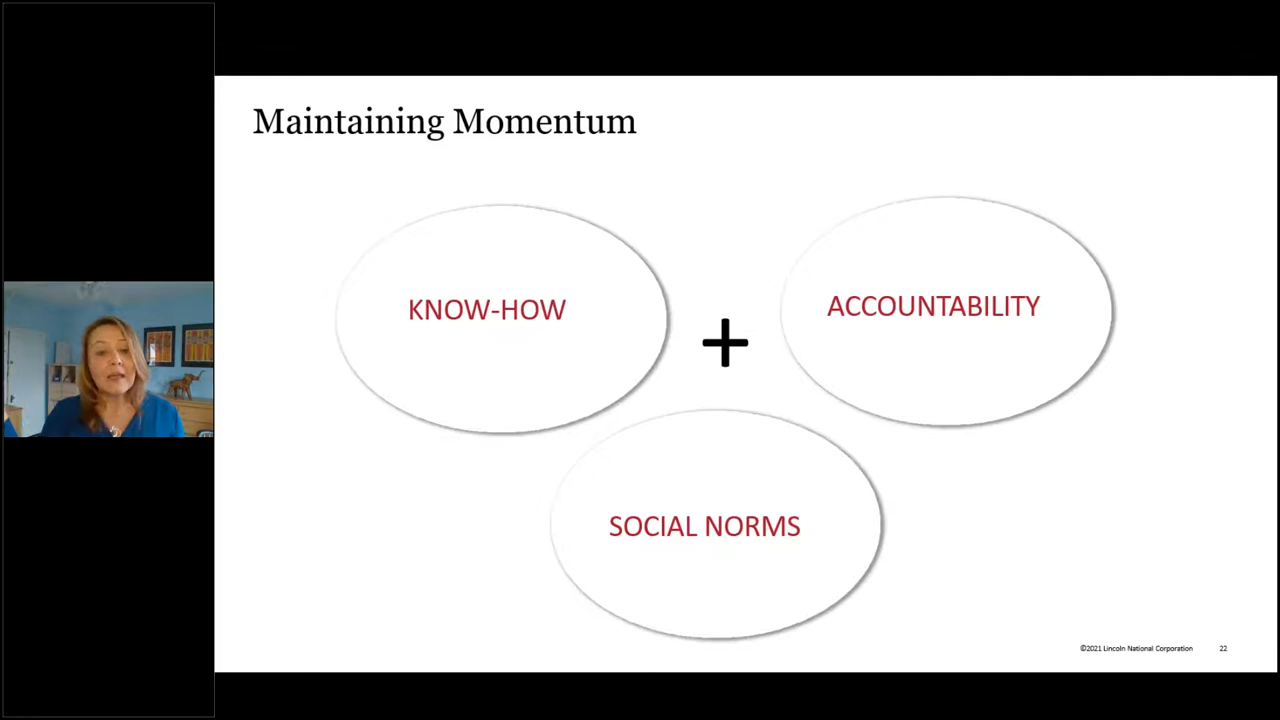 Maintaining Momentum
KNOW-HOW
+
ACCOUNTABILITY
SOCIAL NORMS
©2021 Lincoln National Corporation 22